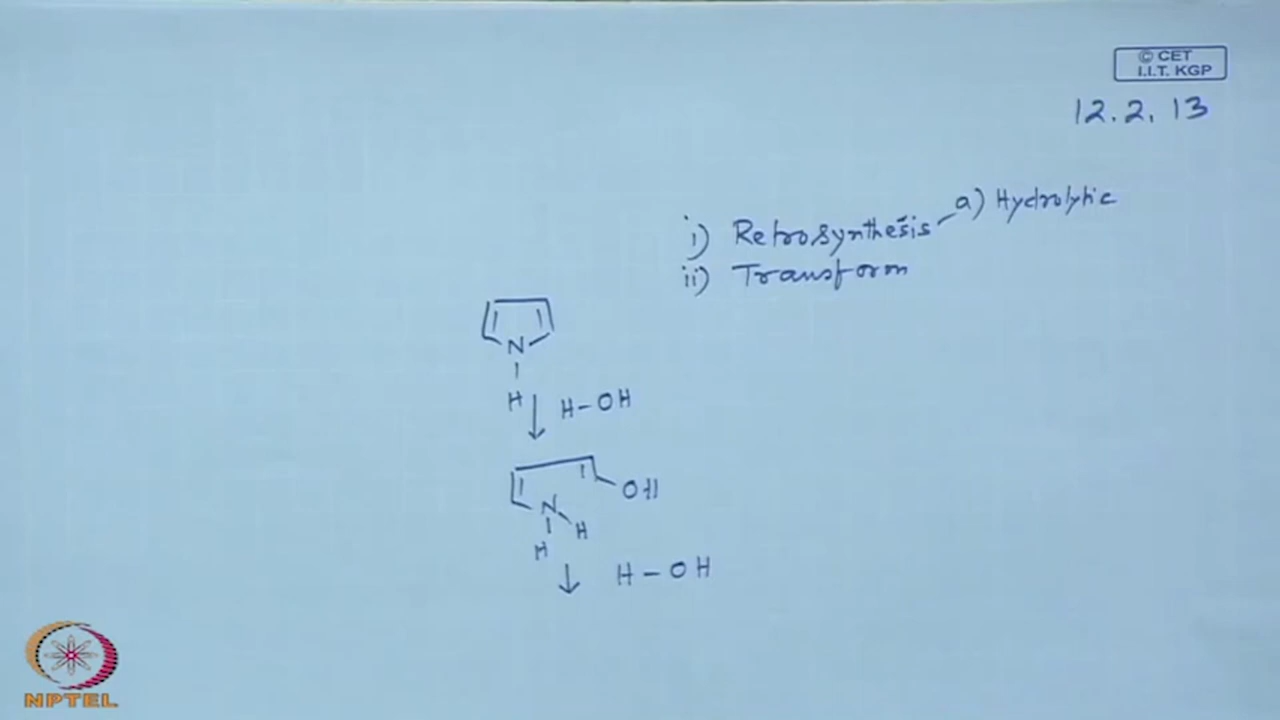 © CET
I.I.T. KGP
12.2.13
i) Retrosynthesis a) Hydrolytic
ii) Transform
N
H
H-OH
OH
N
H
H
H-OH
NPTEL